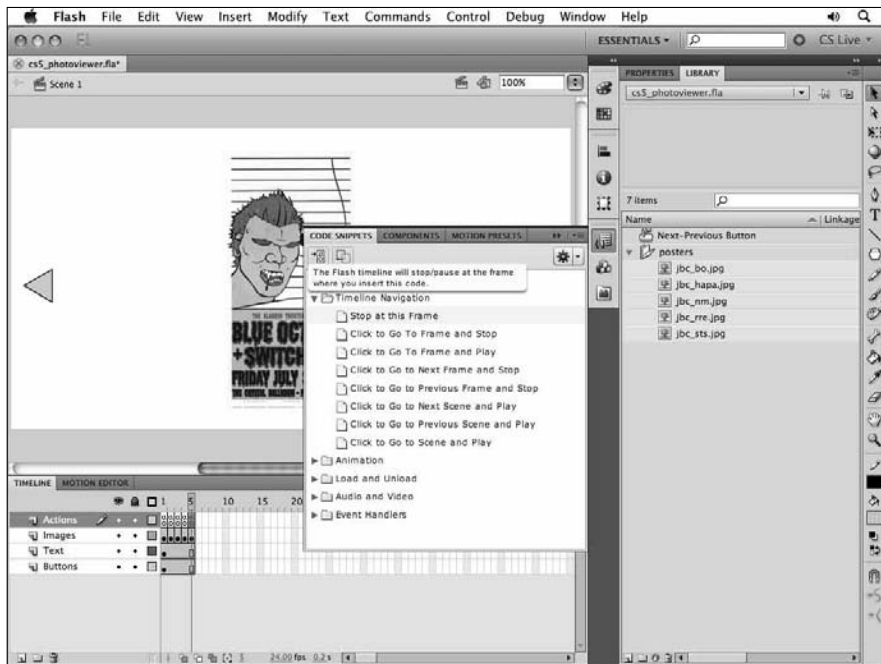 Flash File Edit View Insert Modify Text Commands Control Debug Window Help
FL ESSENTIALS CS Live
cs5_photoviewer.fla*
Scene 1 100%
PROPERTIES LIBRARY
cs5_photoviewer.fla
7 items
Name Linkage
Next-Previous Button
posters
jbc_bo.jpg
jbc_hapa.jpg
jbc_nm.jpg
jbc_rre.jpg
jbc_sts.jpg
CODE SNIPPETS COMPONENTS MOTION PRESETS
The Flash timeline will stop/pause at the frame
where you insert this code.
Timeline Navigation
Stop at this Frame
Click to Go To Frame and Stop
Click to Go To Frame and Play
Click to Go to Next Frame and Stop
Click to Go to Previous Frame and Stop
Click to Go to Next Scene and Play
Click to Go to Previous Scene and Play
Click to Go to Scene and Play
Animation
Load and Unload
Audio and Video
Event Handlers
BLUE OC
+SWITCH
FRIDAY JULY
TIMELINE MOTION EDITOR
1 5 10 15 20
Actions
Images
Text
Buttons
5 24.00 fps 0.2 s